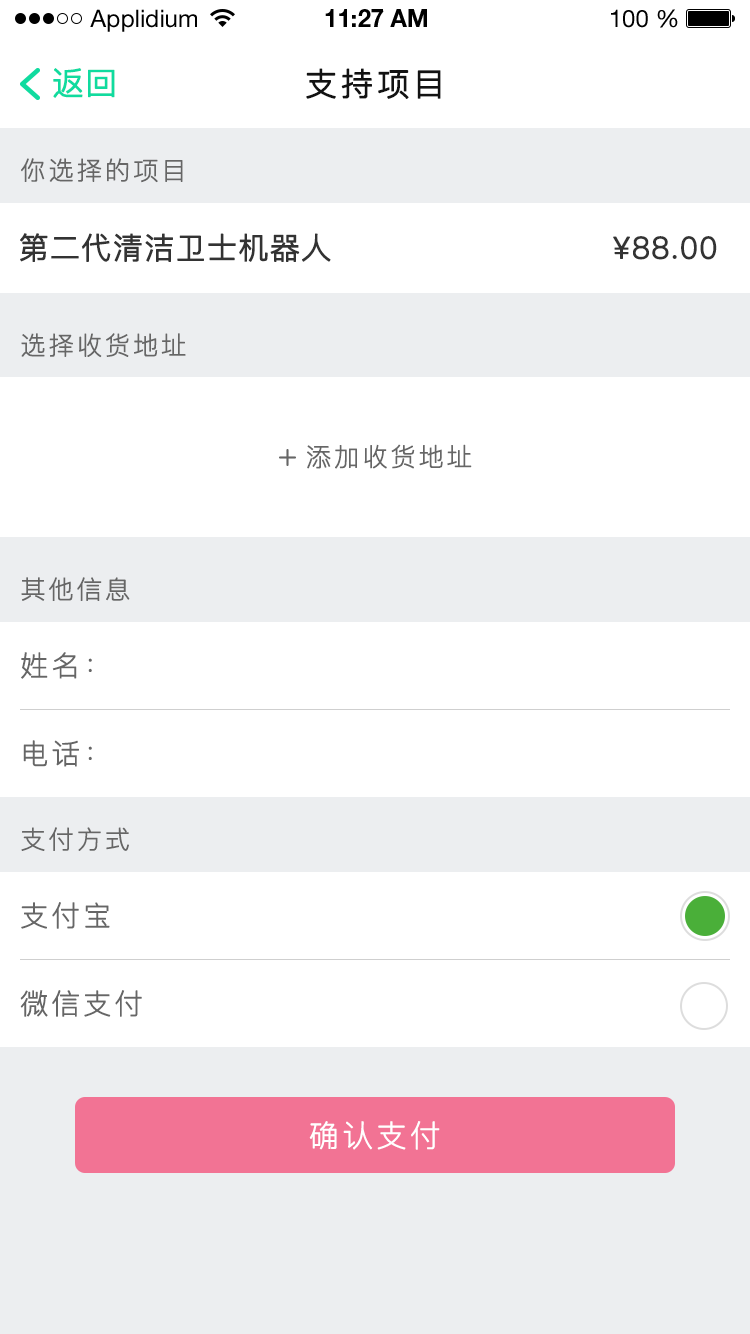 Applidium 11:27 AM 100 %
返回 支持项目
你选择的项目
第二代清洁卫士机器人 ¥88.00
选择收货地址
+ 添加收货地址
其他信息
姓名：
电话：
支付方式
支付宝
微信支付
确认支付